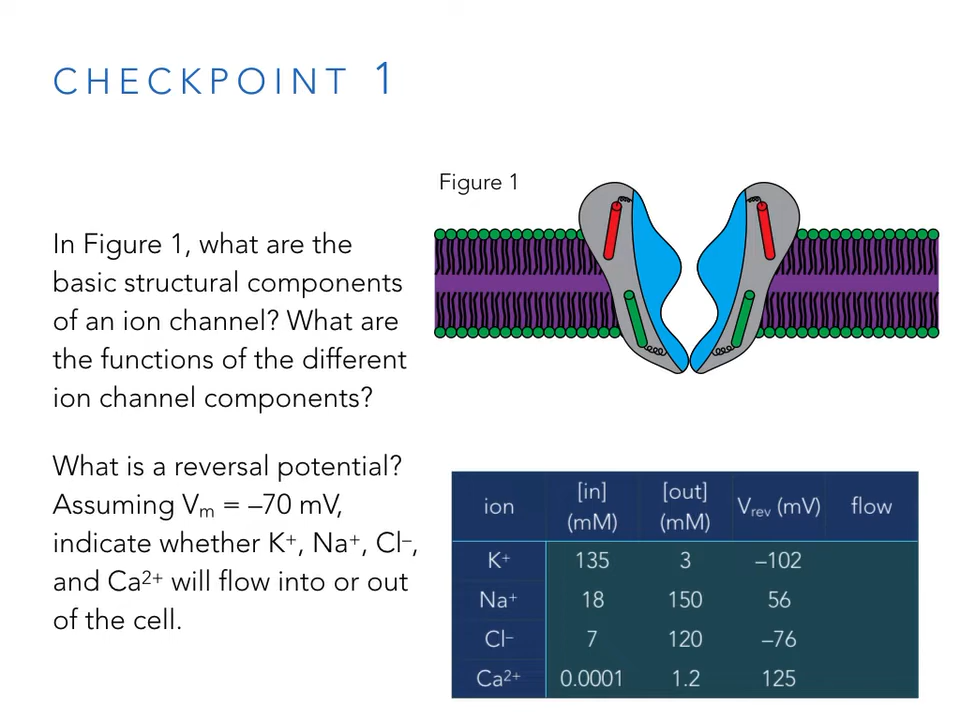 CHECKPOINT 1
Figure 1
In Figure 1, what are the
basic structural components
of an ion channel? What are
the functions of the different
ion channel components?
What is a reversal potential?
Assuming Vₘ = –70 mV,
indicate whether K⁺, Na⁺, Cl⁻,
and Ca²⁺ will flow into or out
of the cell.
ion [in] (mM) [out] (mM) Vrev (mV) flow
K⁺ 135 3 –102
Na⁺ 18 150 56
Cl⁻ 7 120 –76
Ca²⁺ 0.0001 1.2 125